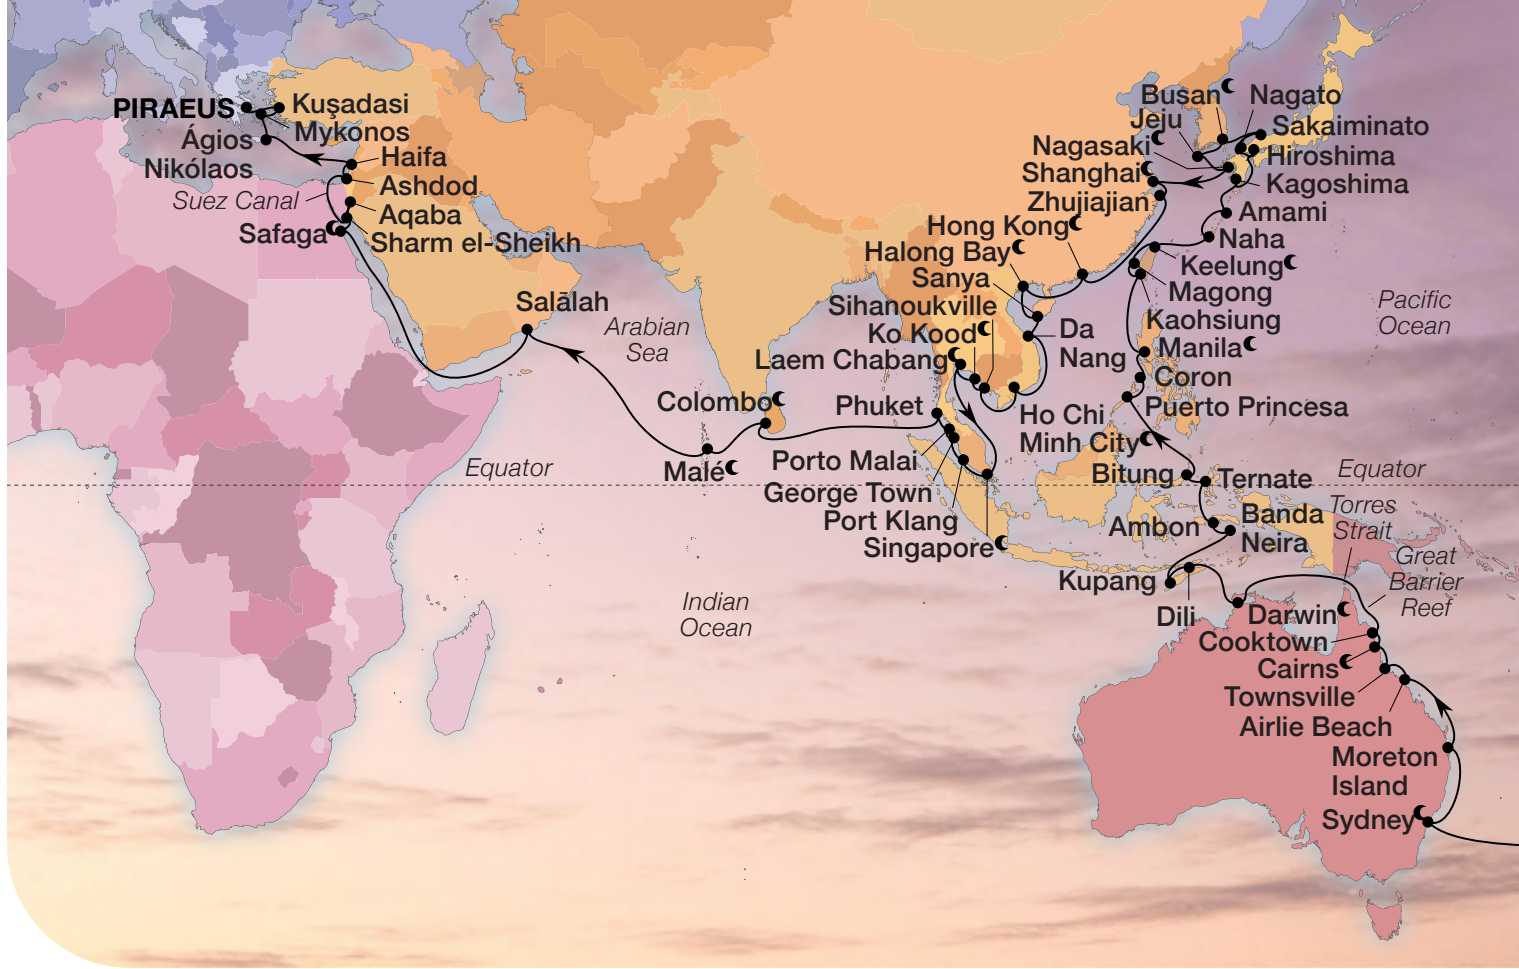 PIRAEUS
Kuşadasi
Mykonos
Ágios
Nikólaos
Haifa
Ashdod
Suez Canal
Aqaba
Safaga
Sharm el-Sheikh
Salālah
Arabian
Sea
Colombo
Malé
Equator
Indian
Ocean
Busan
Nagato
Jeju
Sakaiminato
Nagasaki
Hiroshima
Shanghai
Kagoshima
Zhujiajian
Amami
Hong Kong
Naha
Halong Bay
Keelung
Sanya
Magong
Sihanoukville
Kaohsiung
Ko Kood
Da
Nang
Laem Chabang
Manila
Coron
Phuket
Puerto Princesa
Ho Chi
Minh City
Porto Malai
Bitung
Ternate
George Town
Port Klang
Singapore
Pacific
Ocean
Equator
Torres
Strait
Ambon
Banda
Neira
Great
Barrier
Reef
Kupang
Dili
Darwin
Cooktown
Cairns
Townsville
Airlie Beach
Moreton
Island
Sydney